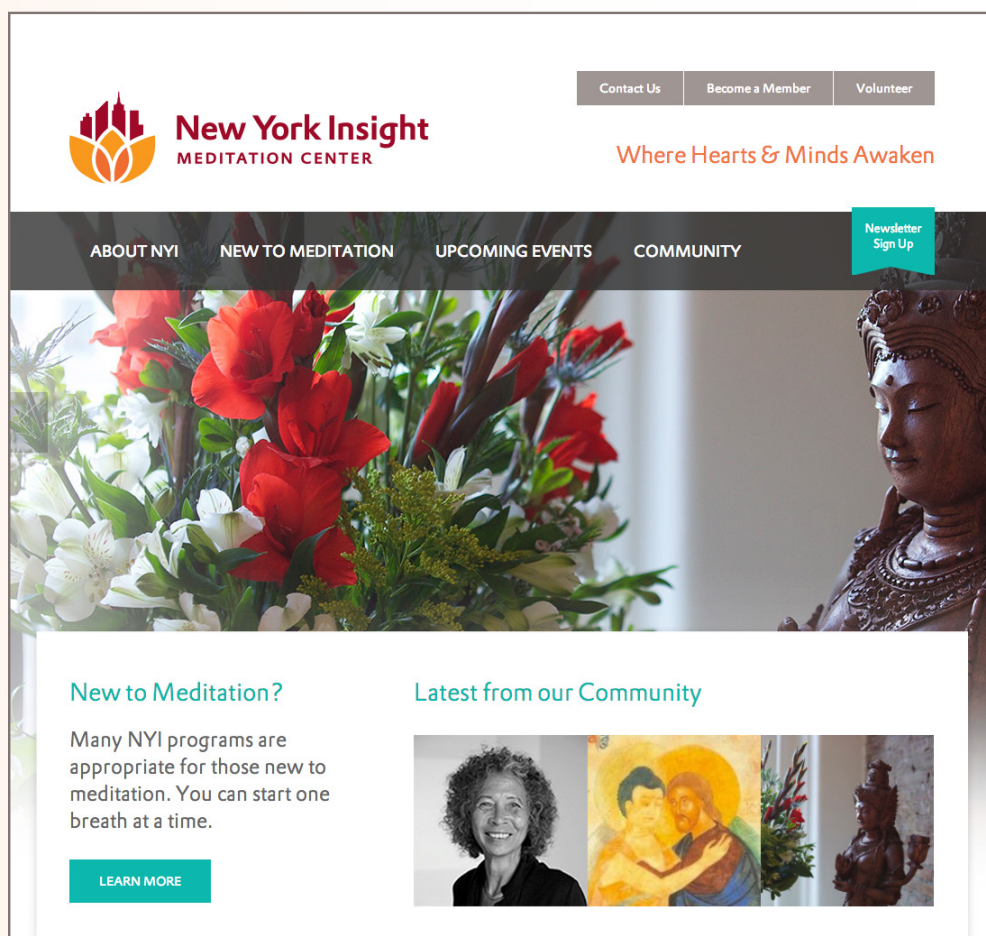 Contact Us
Become a Member
Volunteer
New York Insight
MEDITATION CENTER
Where Hearts & Minds Awaken
ABOUT NYI
NEW TO MEDITATION
UPCOMING EVENTS
COMMUNITY
Newsletter
Sign Up
New to Meditation?
Many NYI programs are
appropriate for those new to
meditation. You can start one
breath at a time.
LEARN MORE
Latest from our Community